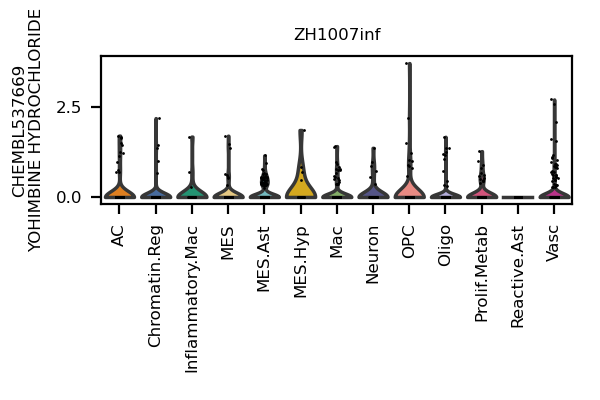 ZH1007inf
CHEMBL537669
YOHIMBINE HYDROCHLORIDE
2.5
0.0
AC
Chromatin.Reg
Inflammatory.Mac
MES
MES.Ast
MES.Hyp
Mac
Neuron
OPC
Oligo
Prolif.Metab
Reactive.Ast
Vasc